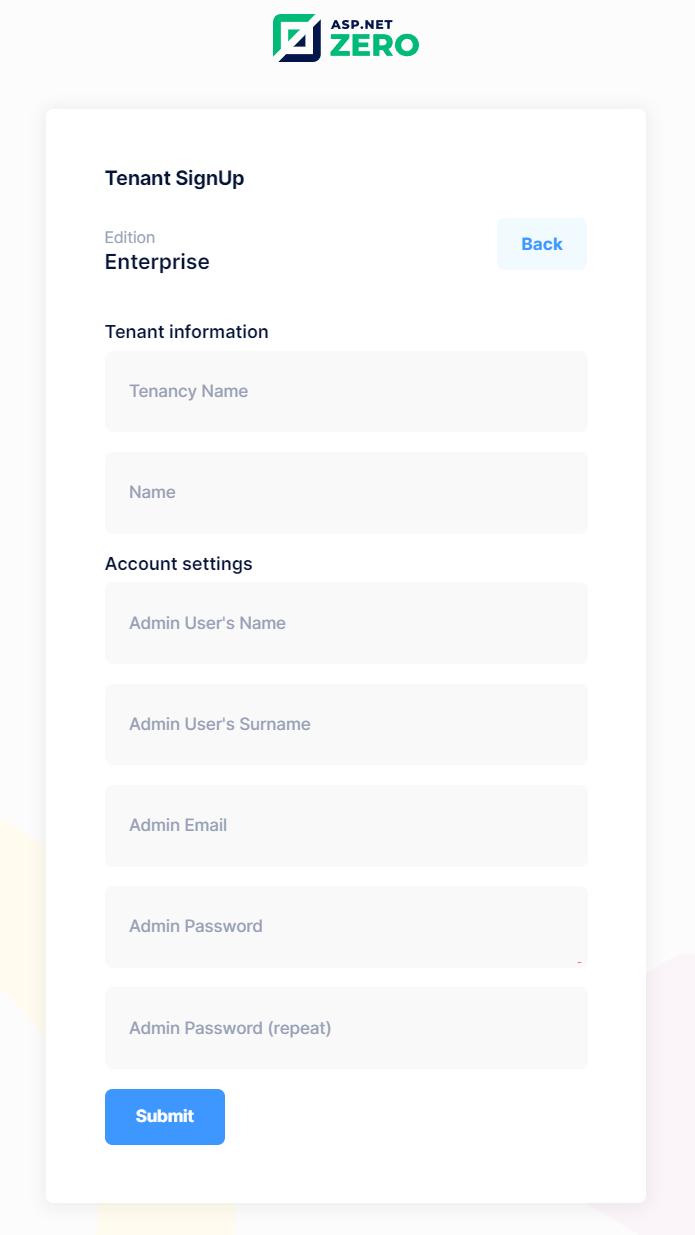 ASP.NET
ZERO
Tenant SignUp
Edition
Enterprise
Back
Tenant information
Tenancy Name
Name
Account settings
Admin User's Name
Admin User's Surname
Admin Email
Admin Password
Admin Password (repeat)
Submit